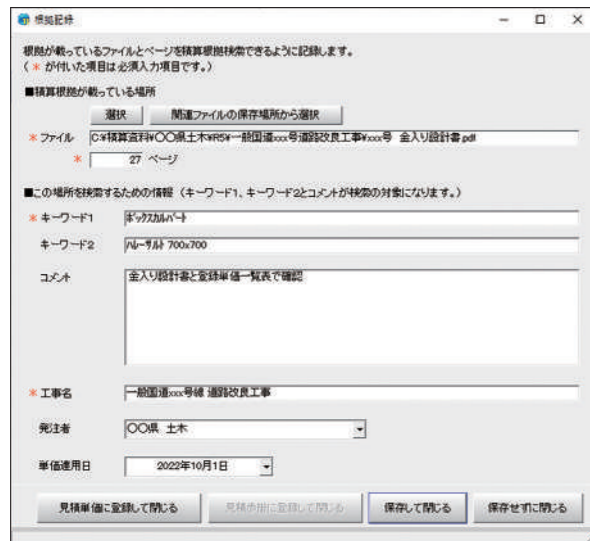 根拠記録
根拠が載っているファイルとページを積算根拠検索できるように記録します。
（ * が付いた項目は必須入力項目です。）
■積算根拠が載っている場所
選択 関連ファイルの保存場所から選択
* ファイル C:¥積算資料¥〇〇県土木¥R5¥一般国道xxx号道路改良工事¥xxx号 金入り設計書.pdf
* 27 ページ
■この場所を検索するための情報（キーワード1、キーワード2とコメントが検索の対象になります。）
* キーワード1 ﾎﾞｯｸｽｶﾙﾊﾞｰﾄ
キーワード2 700x700
コメント 金入り設計書と登録単価一覧表で確認
* 工事名 一般国道xxx号線 道路改良工事
発注者 〇〇県 土木
単価適用日 2022年10月1日
見積単価に登録して閉じる 見積歩掛に登録して閉じる 保存して閉じる 保存せずに閉じる